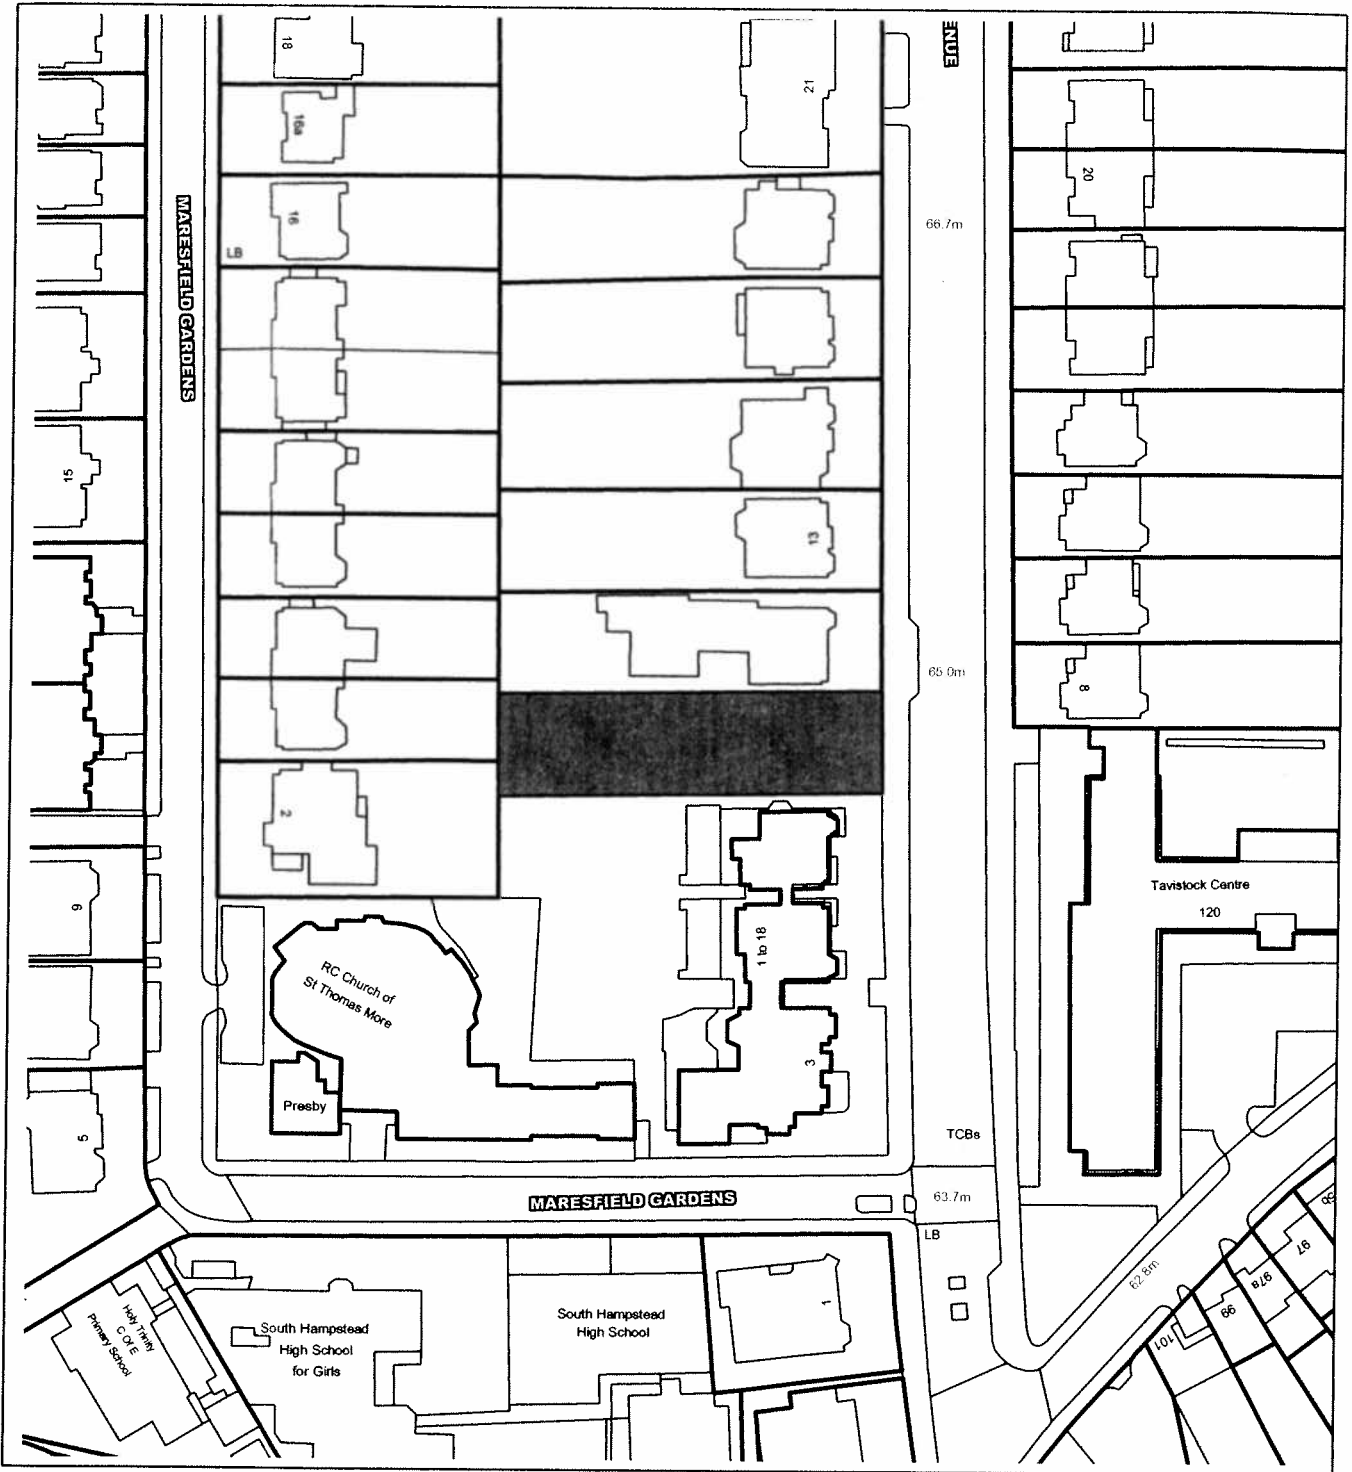 18
ENUE
21
16a
20
MARESFIELD GARDENS
16
66.7m
LB
15
13
65.0m
8
2
Tavistock Centre
120
9
1 to 18
RC Church of
St Thomas More
3
Presby
5
TCBs
MARESFIELD GARDENS
63.7m
LB
62.8m
97
97a
99
101
1
Holy Trinity
C Of E
Primary School
South Hampstead
High School
for Girls
South Hampstead
High School